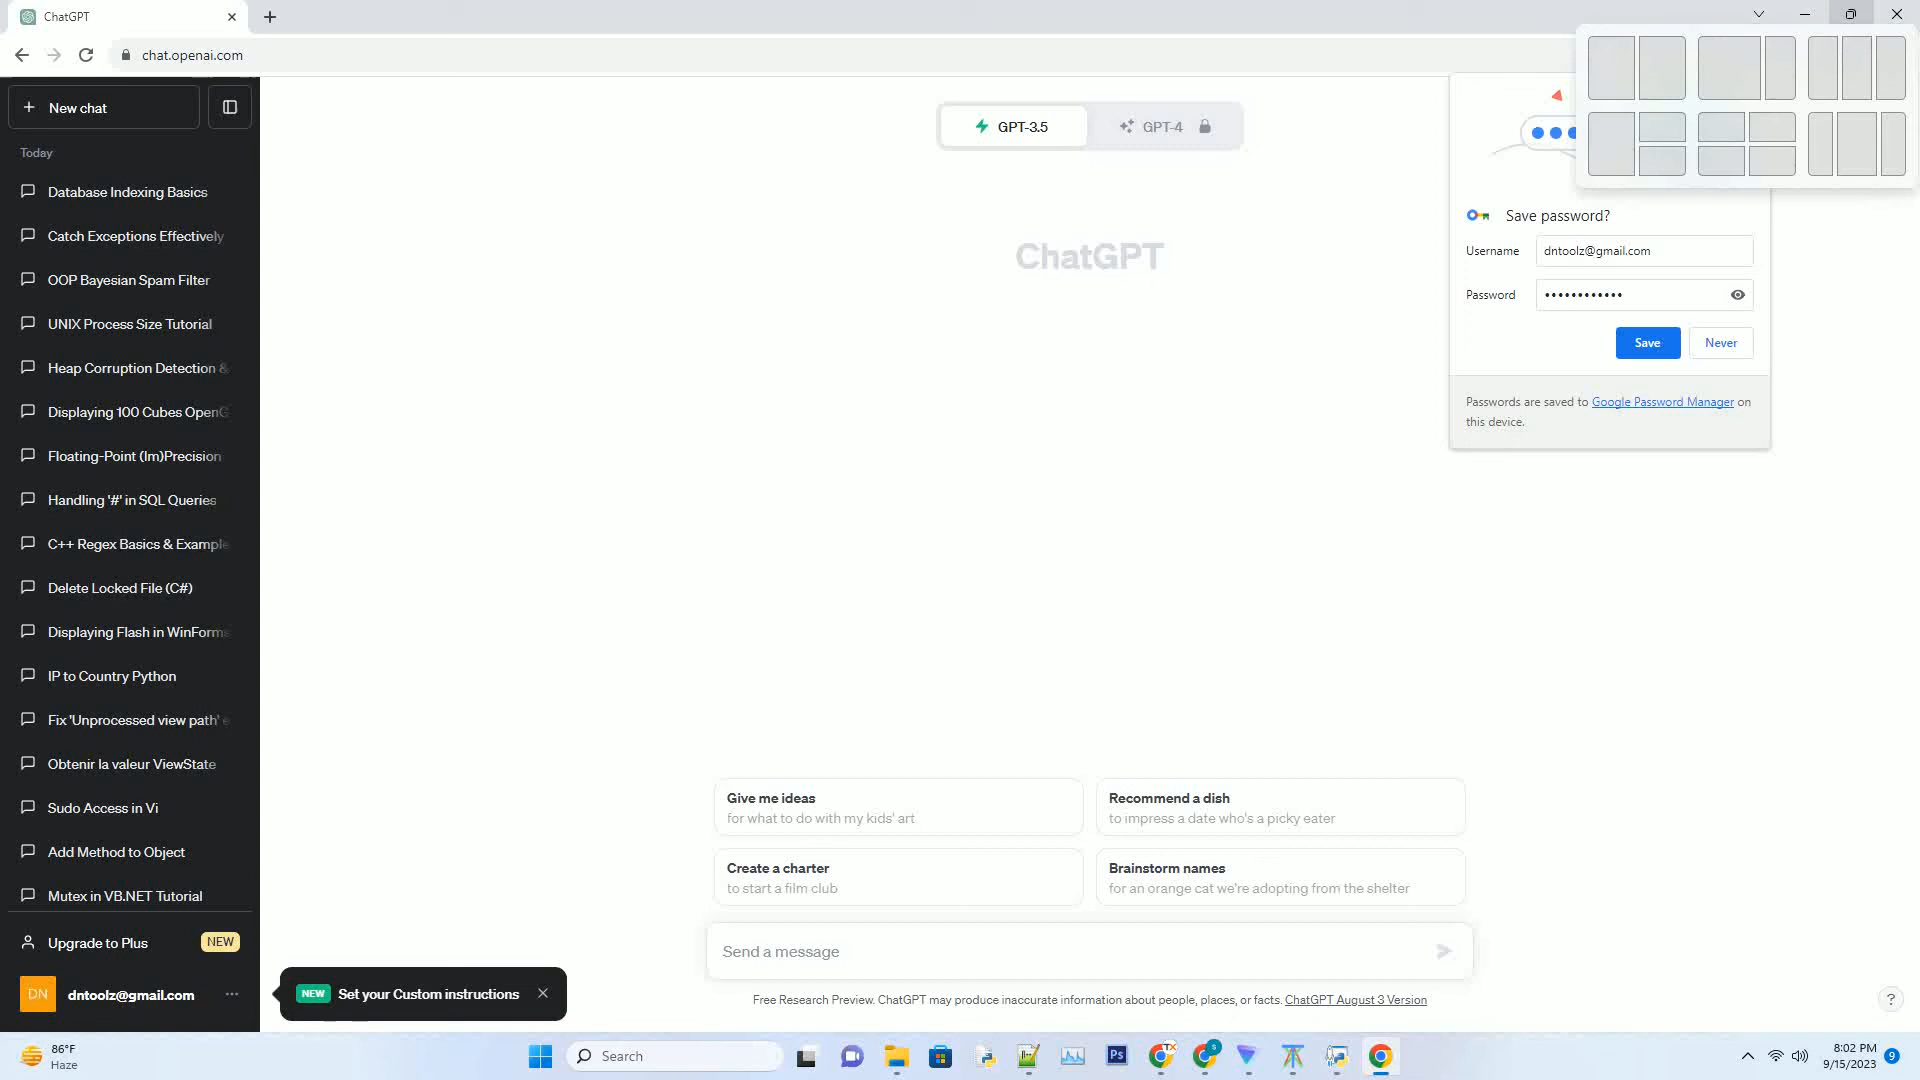 ChatGPT
chat.openai.com
New chat
GPT-3.5
GPT-4
Today
Database Indexing Basics
Catch Exceptions Effectively
OOP Bayesian Spam Filter
UNIX Process Size Tutorial
Heap Corruption Detection &
Displaying 100 Cubes OpenG
Floating-Point (Im)Precision
Handling '#' in SQL Queries
C++ Regex Basics & Example
Delete Locked File (C#)
Displaying Flash in WinForms
IP to Country Python
Fix 'Unprocessed view path' e
Obtenir la valeur ViewState
Sudo Access in Vi
Add Method to Object
Mutex in VB.NET Tutorial
Upgrade to Plus
NEW
DN
dntoolz@gmail.com
NEW
Set your Custom instructions
ChatGPT
Save password?
Username
dntoolz@gmail.com
Password
Save
Never
Passwords are saved to Google Password Manager on
this device.
Give me ideas
for what to do with my kids' art
Recommend a dish
to impress a date who's a picky eater
Create a charter
to start a film club
Brainstorm names
for an orange cat we're adopting from the shelter
Send a message
Free Research Preview. ChatGPT may produce inaccurate information about people, places, or facts. ChatGPT August 3 Version
?
86°F
Haze
Search
Ps
TX
s
8:02 PM
9/15/2023
9